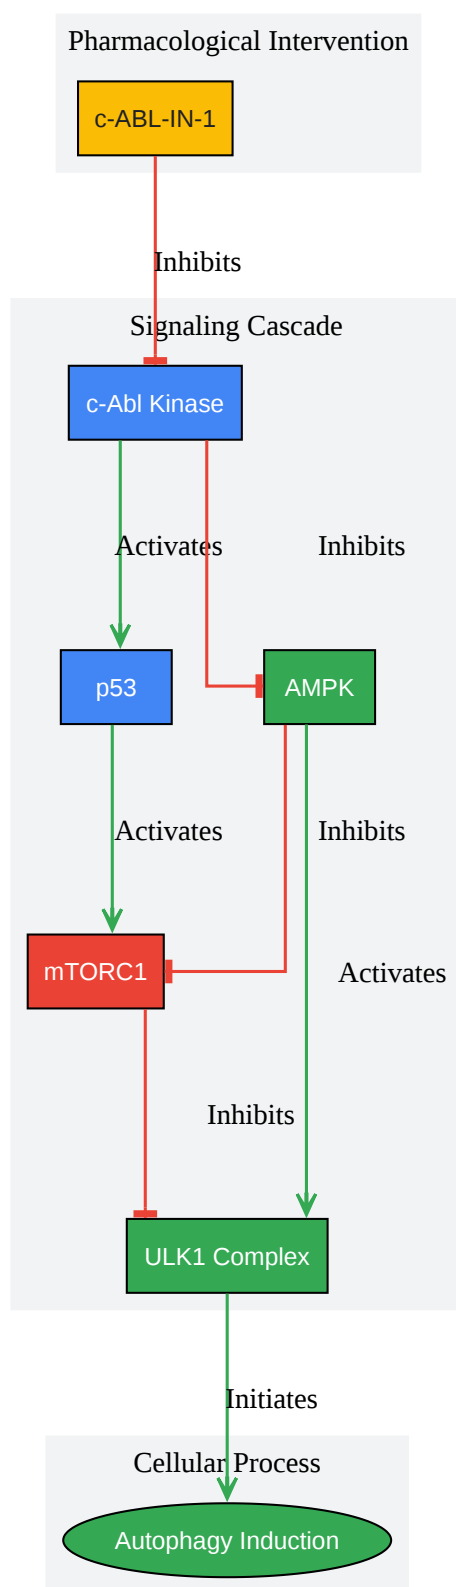 Pharmacological Intervention
c-ABL-IN-1
Inhibits
Signaling Cascade
c-Abl Kinase
Activates
Inhibits
p53
AMPK
Activates
Inhibits
mTORC1
Activates
Inhibits
ULK1 Complex
Initiates
Cellular Process
Autophagy Induction